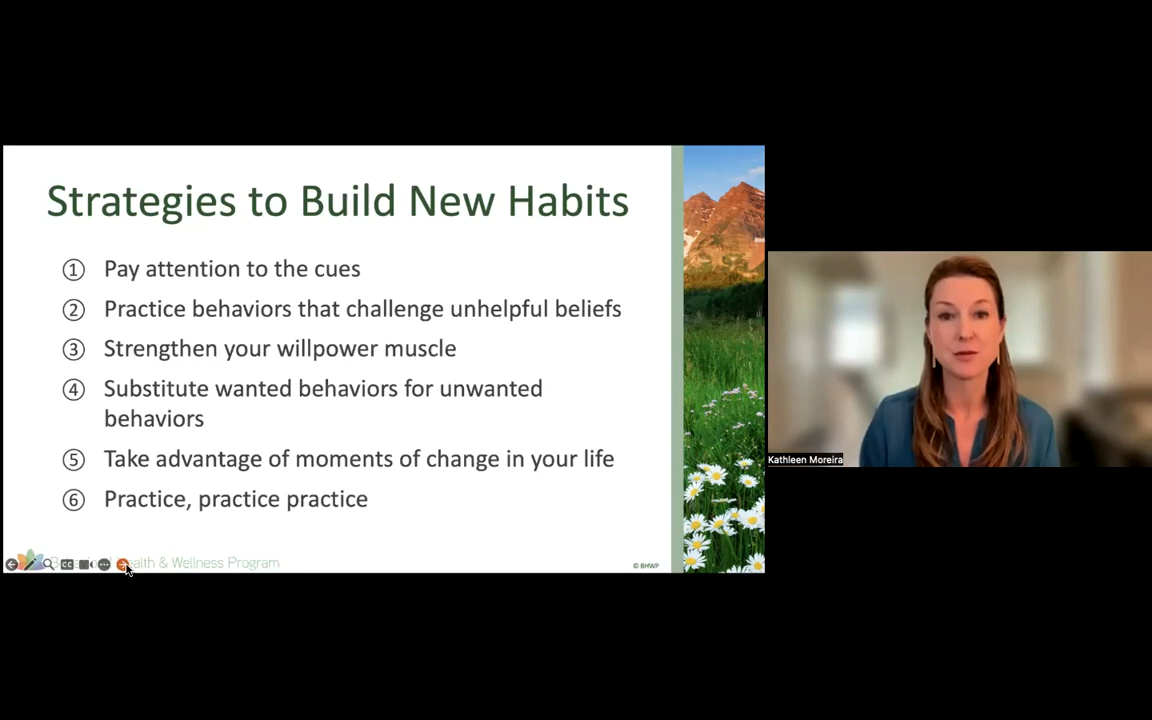 Strategies to Build New Habits
① Pay attention to the cues
② Practice behaviors that challenge unhelpful beliefs
③ Strengthen your willpower muscle
④ Substitute wanted behaviors for unwanted
behaviors
⑤ Take advantage of moments of change in your life
⑥ Practice, practice practice
& Wellness Program
© BHWP
Kathleen Moreira